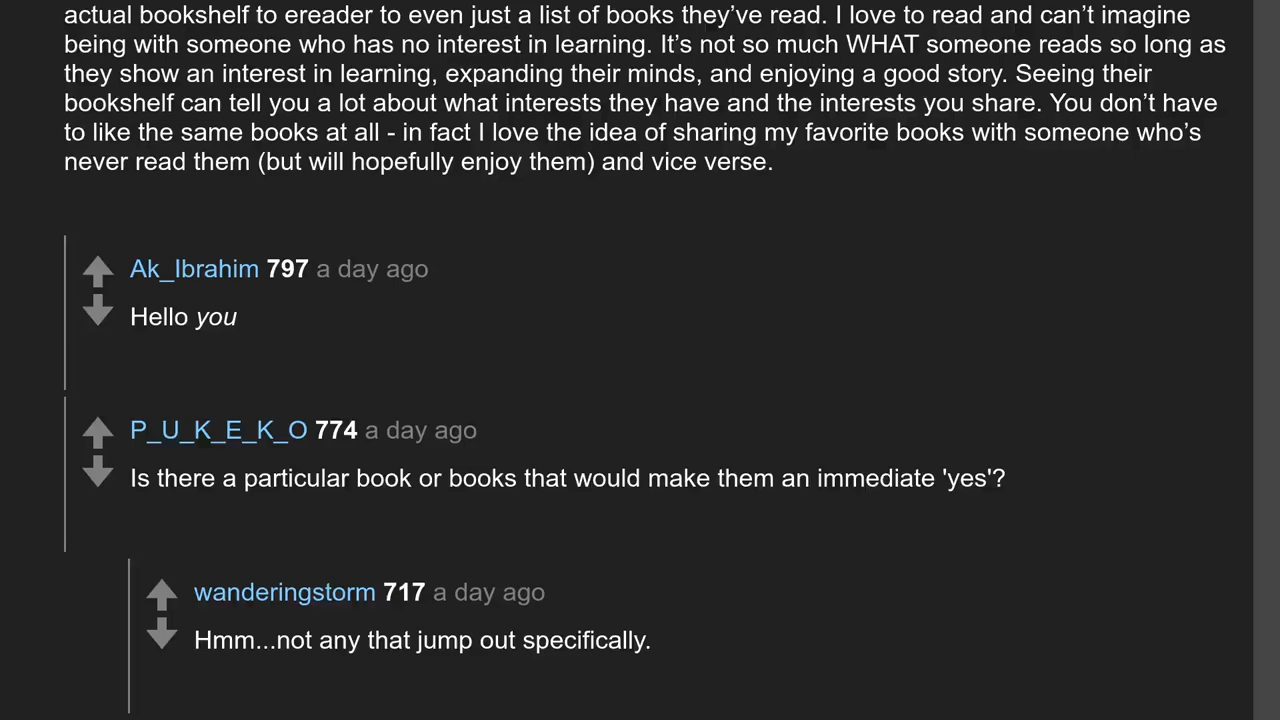 actual bookshelf to ereader to even just a list of books they’ve read. I love to read and can’t imagine
being with someone who has no interest in learning. It’s not so much WHAT someone reads so long as
they show an interest in learning, expanding their minds, and enjoying a good story. Seeing their
bookshelf can tell you a lot about what interests they have and the interests you share. You don’t have
to like the same books at all - in fact I love the idea of sharing my favorite books with someone who’s
never read them (but will hopefully enjoy them) and vice verse.
Ak_Ibrahim 797 a day ago
Hello you
P_U_K_E_K_O 774 a day ago
Is there a particular book or books that would make them an immediate 'yes'?
wanderingstorm 717 a day ago
Hmm...not any that jump out specifically.